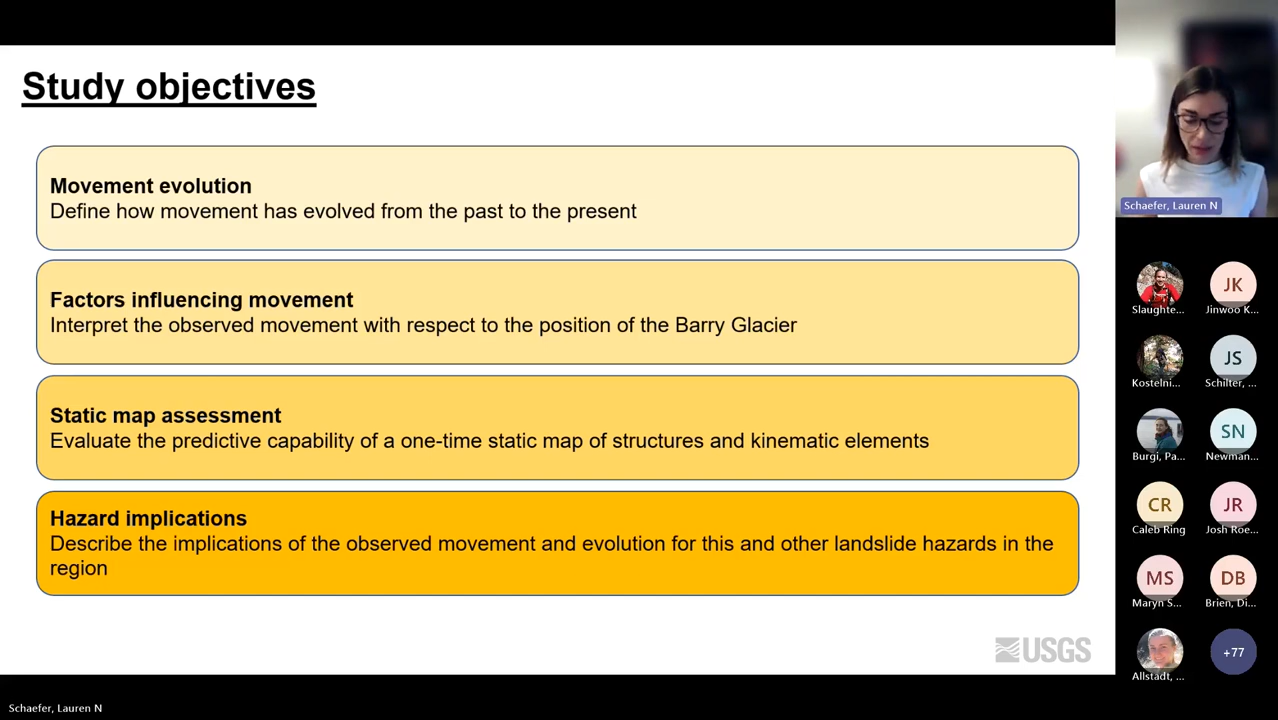 Study objectives
Movement evolution
Define how movement has evolved from the past to the present
Factors influencing movement
Interpret the observed movement with respect to the position of the Barry Glacier
Static map assessment
Evaluate the predictive capability of a one-time static map of structures and kinematic elements
Hazard implications
Describe the implications of the observed movement and evolution for this and other landslide hazards in the
region
USGS
Schaefer, Lauren N
Slaughte...
JK
Jinwoo K...
Kostelni...
JS
Schilter, ...
Burgi, Pa...
SN
Newman...
CR
Caleb Ring
JR
Josh Roe...
MS
Maryn S...
DB
Brien, Di...
Allstadt, ...
+77
Schaefer, Lauren N